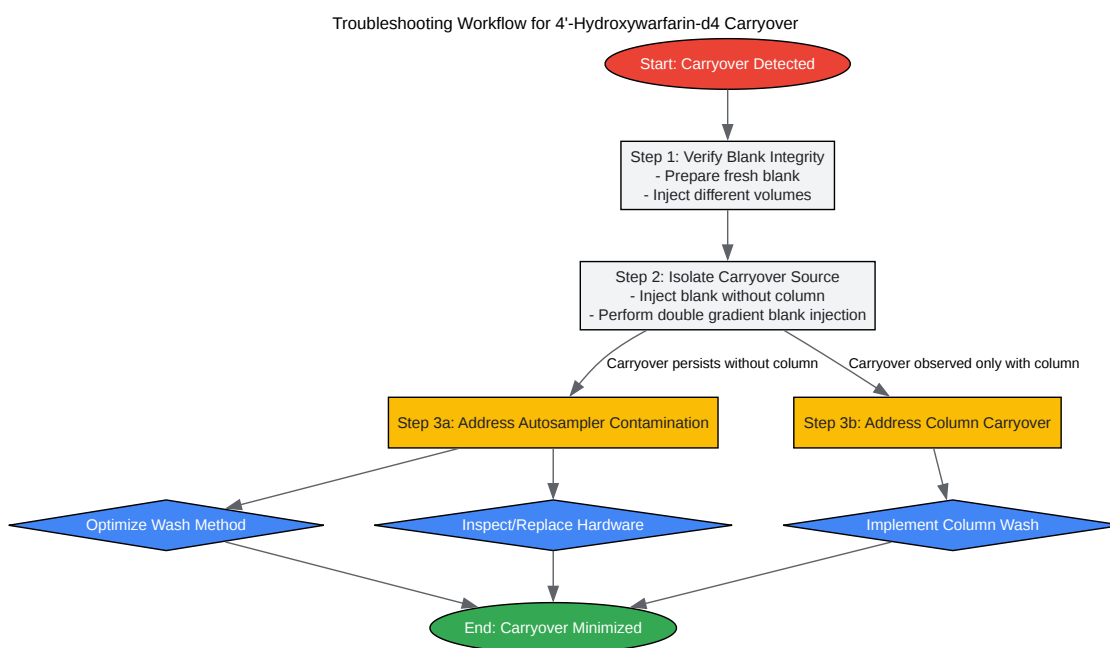 Troubleshooting Workflow for 4'-Hydroxywarfarin-d4 Carryover
Start: Carryover Detected
Step 1: Verify Blank Integrity
- Prepare fresh blank
- Inject different volumes
Step 2: Isolate Carryover Source
- Inject blank without column
- Perform double gradient blank injection
Carryover persists without column
Carryover observed only with column
Step 3a: Address Autosampler Contamination
Step 3b: Address Column Carryover
Optimize Wash Method
Inspect/Replace Hardware
Implement Column Wash
End: Carryover Minimized